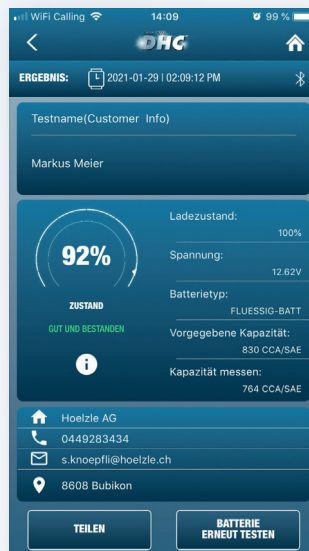 WiFi Calling 14:09 99 %
DHC
ERGEBNIS: 2021-01-29 | 02:09:12 PM
Testname(Customer Info)
Markus Meier
92%
ZUSTAND
GUT UND BESTANDEN
Ladezustand:
100%
Spannung:
12.62V
Batterietyp:
FLUESSIG-BATT
Vorgegebene Kapazität:
830 CCA/SAE
Kapazität messen:
764 CCA/SAE
Hoelzle AG
0449283434
s.knoepfli@hoelzle.ch
8608 Bubikon
TEILEN
BATTERIE
ERNEUT TESTEN